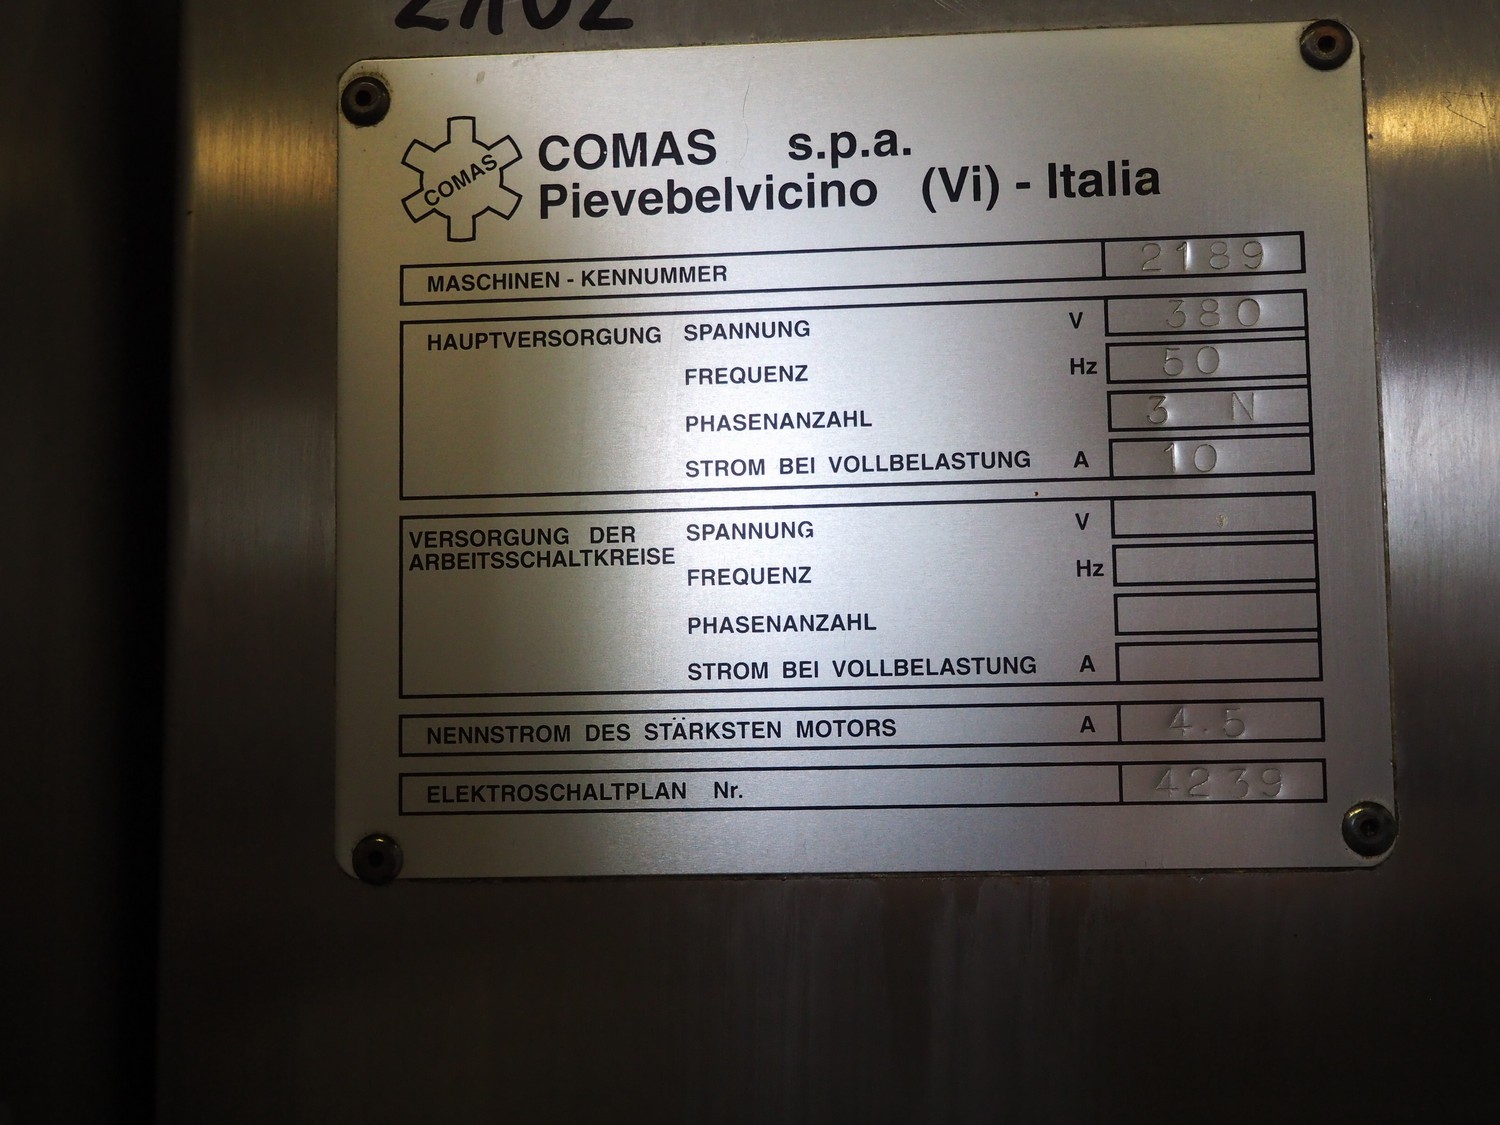 COMAS
COMAS s.p.a.
Pievebelvicino (Vi) - Italia
MASCHINEN - KENNUMMER 2189
HAUPTVERSORGUNG SPANNUNG V 380
FREQUENZ Hz 50
PHASENANZAHL 3 N
STROM BEI VOLLBELASTUNG A 10
VERSORGUNG DER
ARBEITSSCHALTKREISE
SPANNUNG V
FREQUENZ Hz
PHASENANZAHL
STROM BEI VOLLBELASTUNG A
NENNSTROM DES STÄRKSTEN MOTORS A 4.5
ELEKTROSCHALTPLAN Nr. 4239